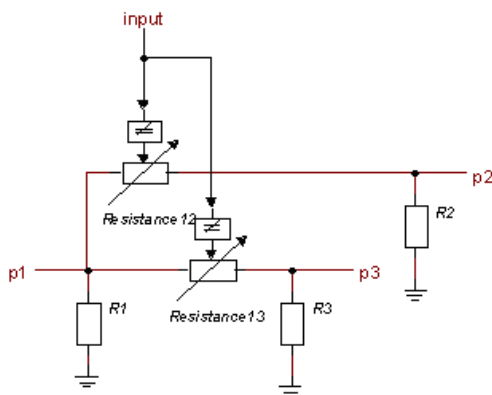 input
p2
Resistance12
R2
p1
p3
R1
Resistance13
R3